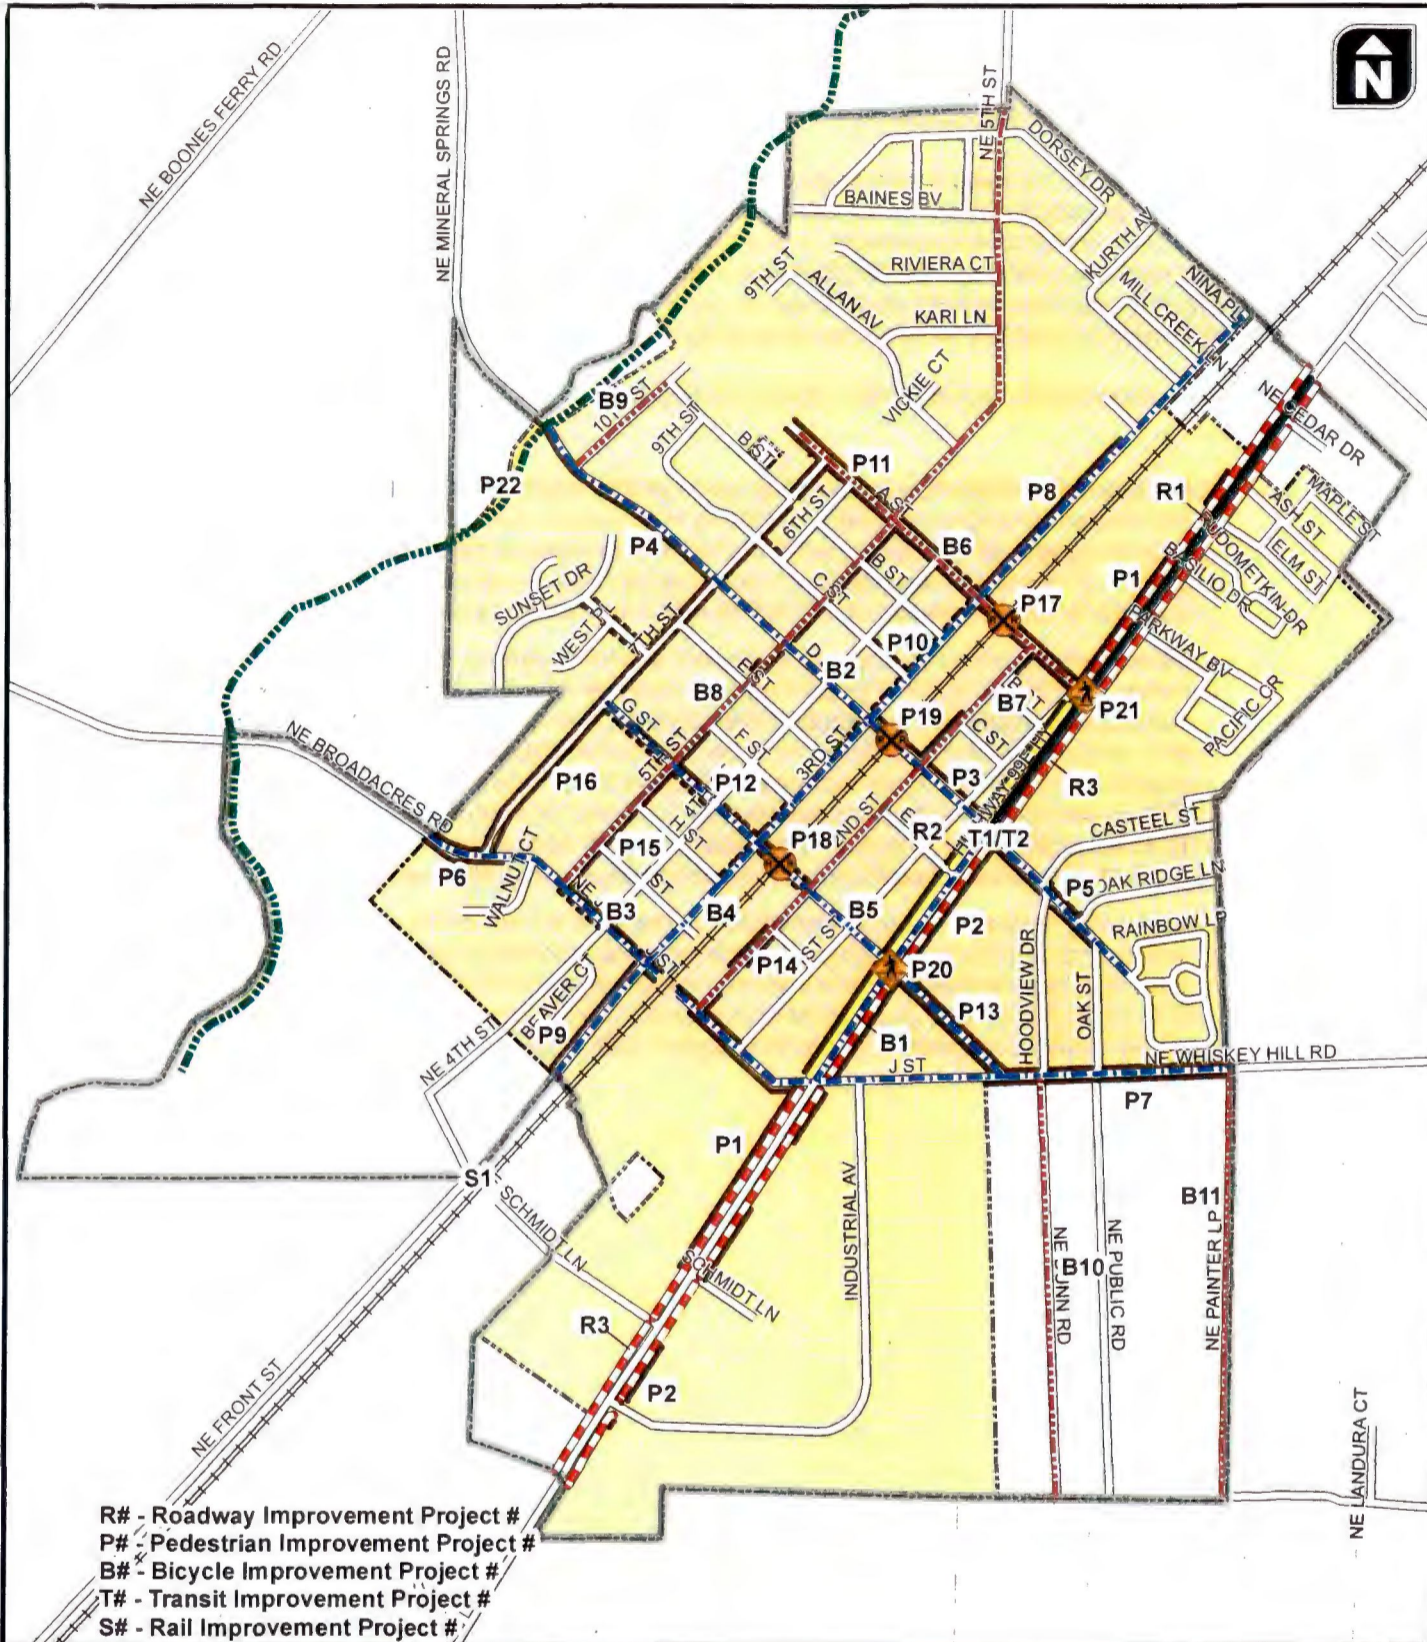 N
NE BOONES FERRY RD
NE MINERAL SPRINGS RD
NE 5TH ST
DORSEY DR
BAINES BV
KURTH AV
RIVIERA CT
9TH ST
ALLAN AV
MILL CREEK LN
NINA PL
KARI LN
VICKIE CT
NE CEDAR DR
B9
10TH ST
9TH ST
B ST
P11
A ST
P22
6TH ST
P8
R1
MAPLE ST
ASH ST
ELM ST
P4
B6
B ST
C ST
P1
BASILIO DR
SUNSET DR
P17
PARKWAY BV
WEST
7TH ST
P10
D
B2
E ST
B8
B7
C ST
P21
PACIFIC CR
G ST
P19
F ST
3RD ST
5TH ST
NE BROADACRES RD
P16
P12
P3
R3
H 4T
ST
CASTEEL ST
P18
2ND ST
E
R2
T1/T2
P15
ST
P6
WALNUT CT
P5
OAK RIDGE LN
B3
B4
B5
P2
RAINBOW LP
ST ST
P14
P20
HOODVIEW DR
OAK ST
BEAVER CT
P9
P13
B1
NE 4TH ST
J ST
NE WHISKEY HILL RD
P7
P1
S1
SCHMIDT LN
INDUSTRIAL AV
B11
NE PAINTER LP
B10
NE PUBLIC RD
SCHMIDT LN
R3
P2
NE FRONT ST
NE LANDURA CT
R# - Roadway Improvement Project #
P# - Pedestrian Improvement Project #
B# - Bicycle Improvement Project #
T# - Transit Improvement Project #
S# - Rail Improvement Project #